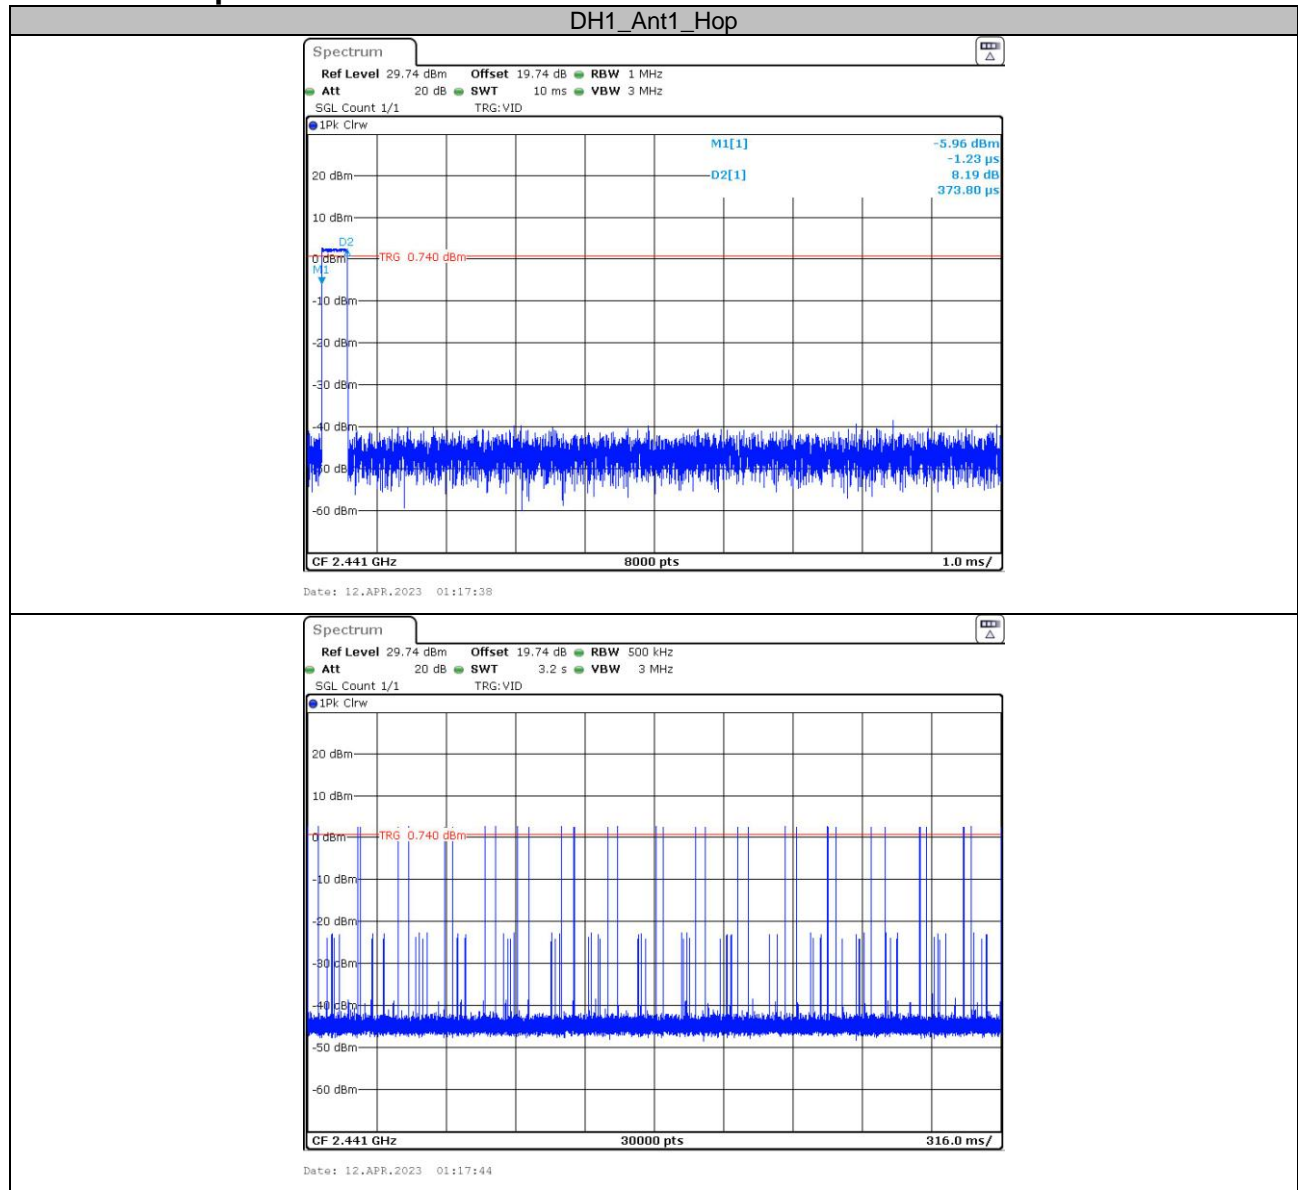 DH1_Ant1_Hop
Spectrum
Ref Level 29.74 dBm Offset 19.74 dB RBW 1 MHz
Att 20 dB SWT 10 ms VBW 3 MHz
SGL Count 1/1 TRG:VID
1Pk Clrw
M1[1] -5.96 dBm
-1.23 µs
20 dBm D2[1] 8.19 dB
373.80 µs
10 dBm
D2
0 dBm TRG 0.740 dBm
M1
-10 dBm
-20 dBm
-30 dBm
-40 dBm
-50 dBm
-60 dBm
CF 2.441 GHz 8000 pts 1.0 ms/
Date: 12.APR.2023 01:17:38
Spectrum
Ref Level 29.74 dBm Offset 19.74 dB RBW 500 kHz
Att 20 dB SWT 3.2 s VBW 3 MHz
SGL Count 1/1 TRG:VID
1Pk Clrw
20 dBm
10 dBm
0 dBm TRG 0.740 dBm
-10 dBm
-20 dBm
-30 dBm
-40 dBm
-50 dBm
-60 dBm
CF 2.441 GHz 30000 pts 316.0 ms/
Date: 12.APR.2023 01:17:44